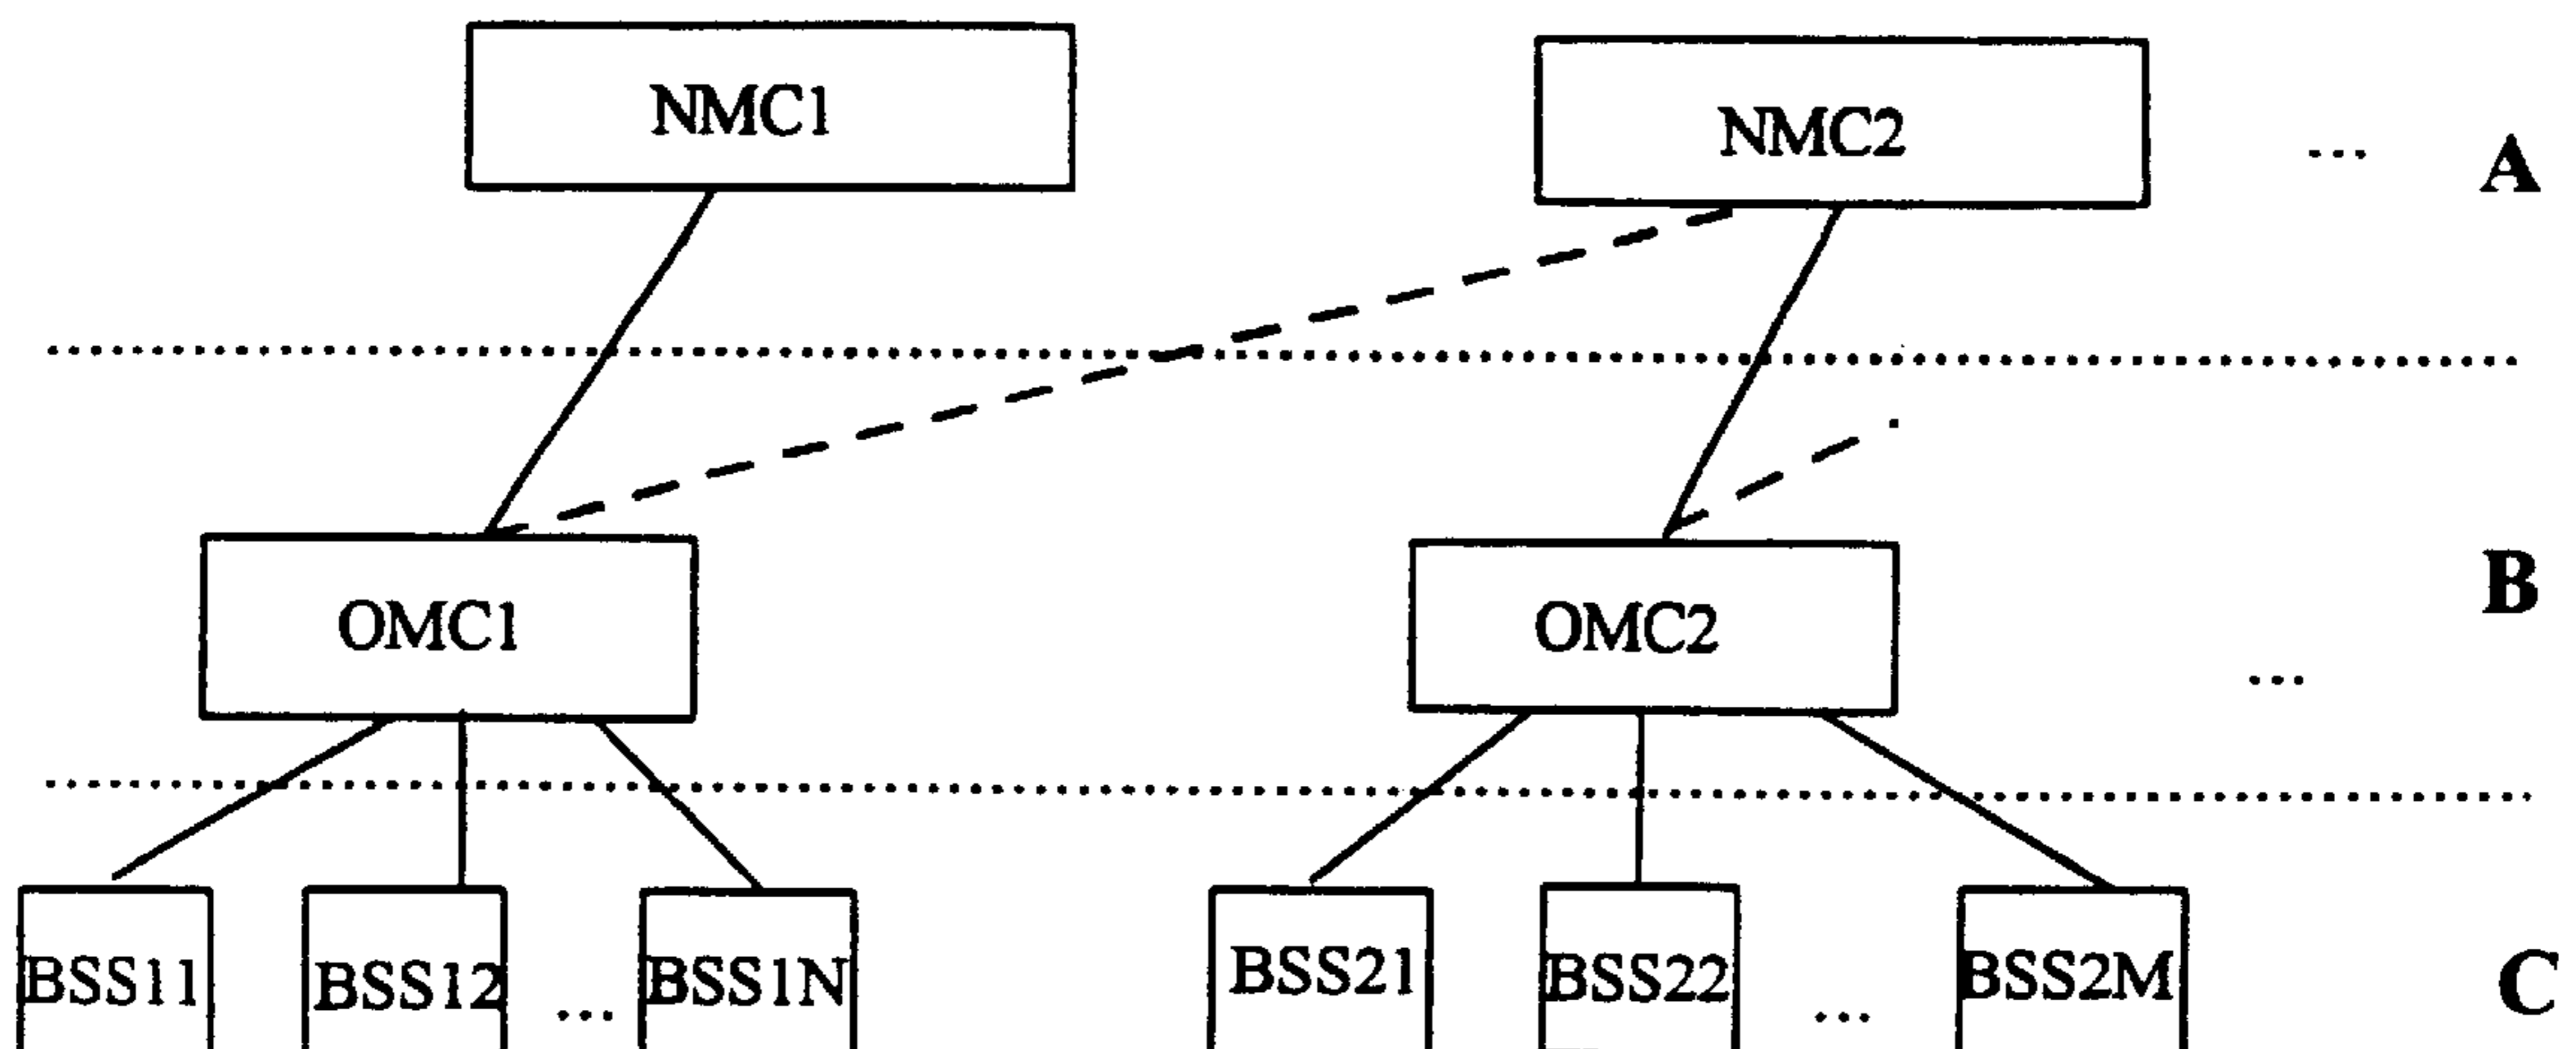 NMC1
NMC2
...
A
OMC1
OMC2
...
B
BSS11
BSS12
...
BSS1N
BSS21
BSS22
...
BSS2M
C